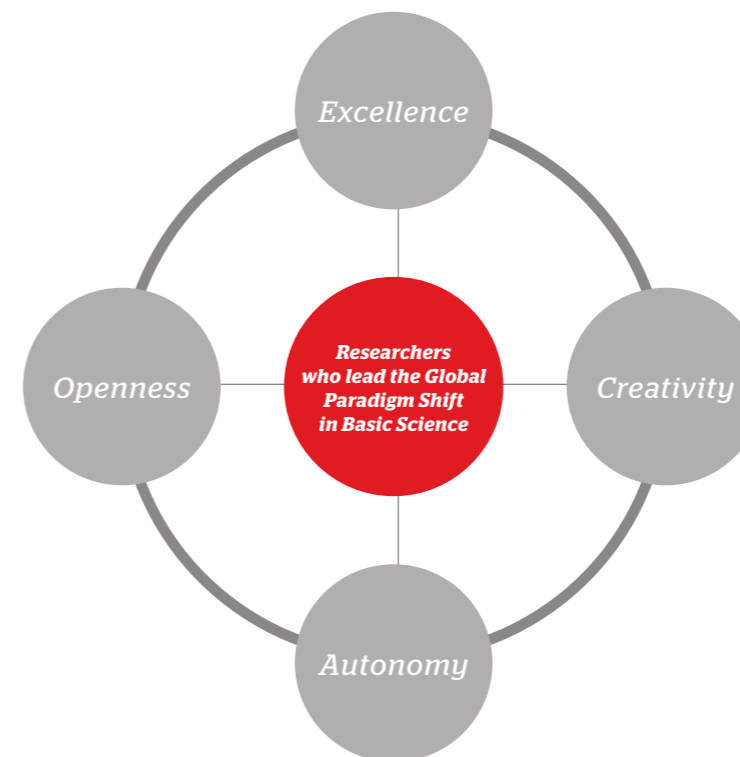 Excellence
Openness
Researchers
who lead the Global
Paradigm Shift
in Basic Science
Creativity
Autonomy